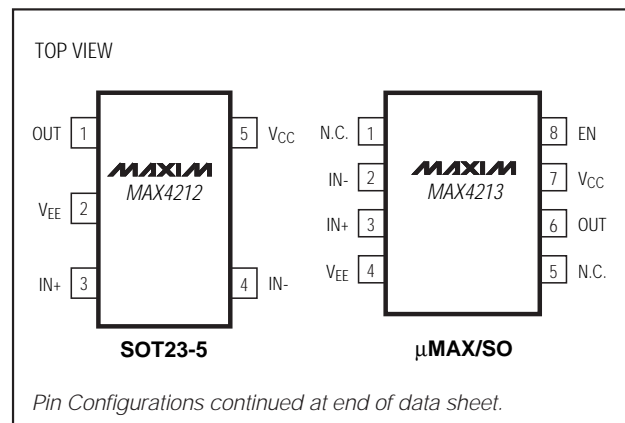 TOP VIEW
OUT 1
VEE 2
IN+ 3
5 VCC
4 IN-
MAXIM
MAX4212
SOT23-5
N.C. 1
IN- 2
IN+ 3
VEE 4
8 EN
7 VCC
6 OUT
5 N.C.
MAXIM
MAX4213
µMAX/SO
Pin Configurations continued at end of data sheet.